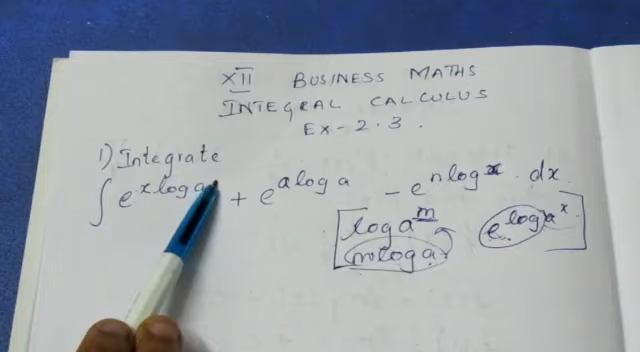 XII BUSINESS MATHS
INTEGRAL CALCULUS
EX-2.3.
1) Integrate
∫ e^{x log a} + e^{a log a} - e^{n log x} . dx
log a^m
m log a
e^{log a^x}